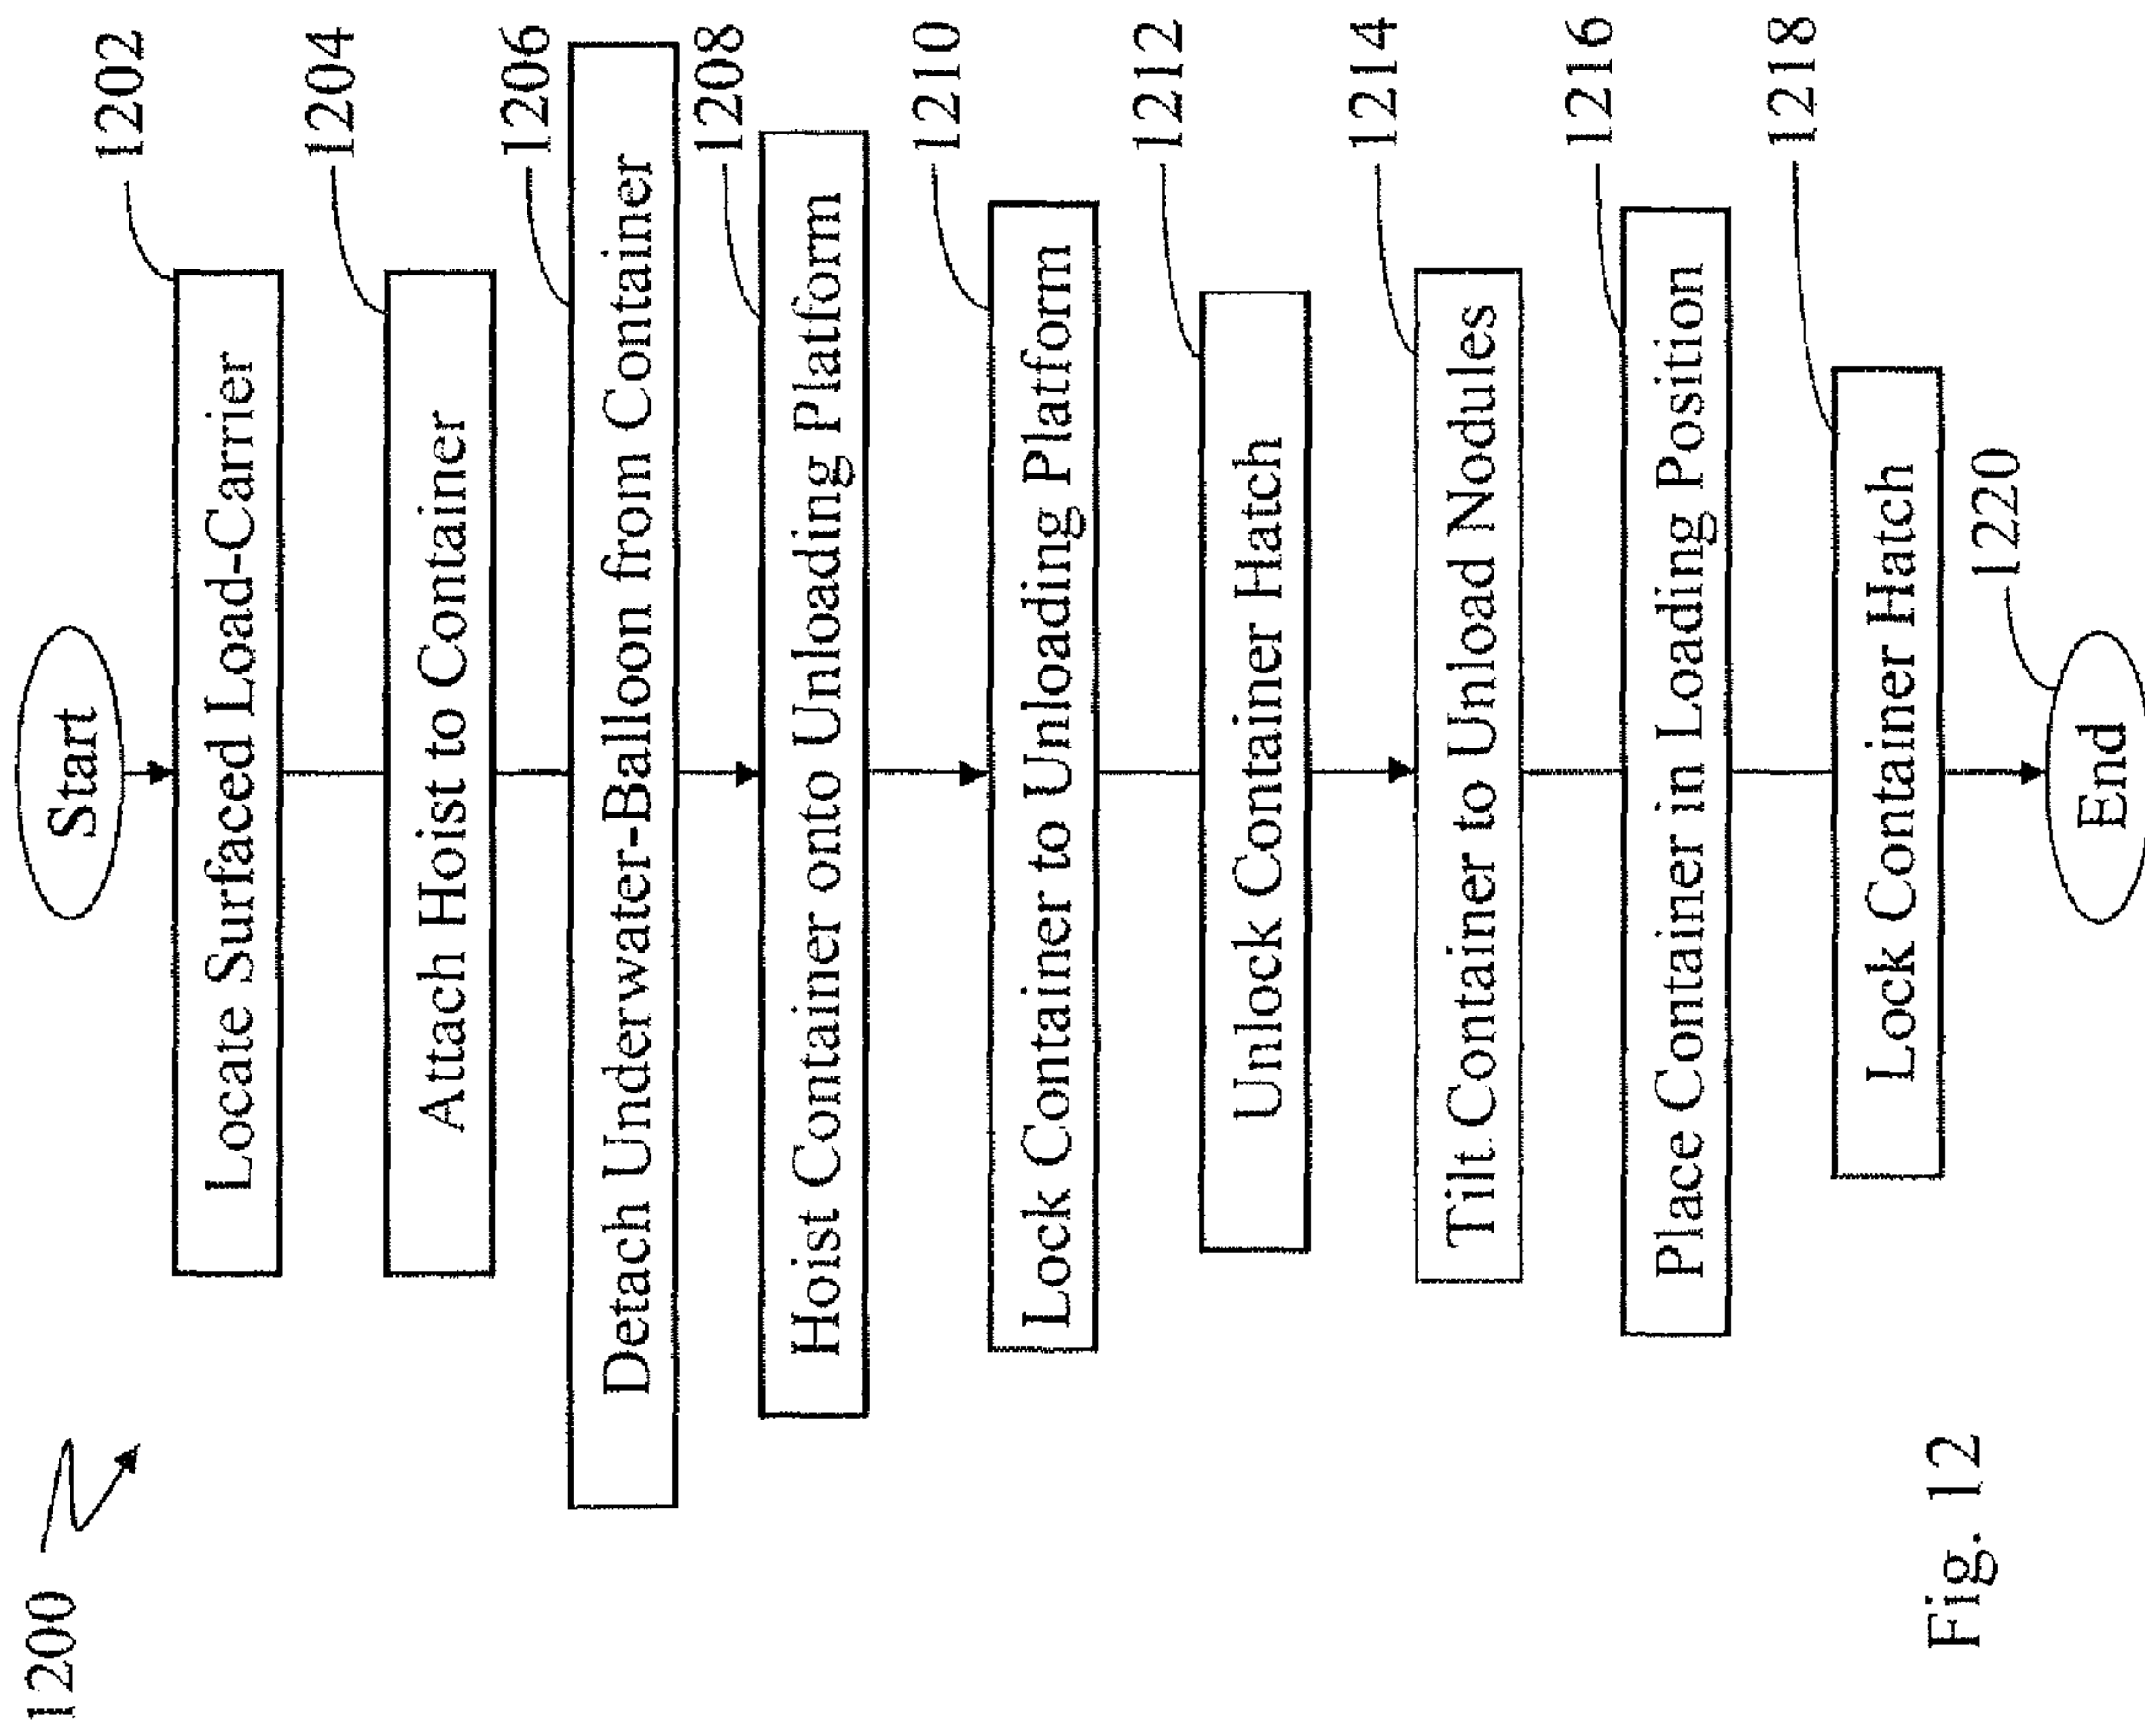 1200
Start
1202
Locate Surfaced Load-Carrier
1204
Attach Hoist to Container
1206
Detach Underwater-Balloon from Container
1208
Hoist Container onto Unloading Platform
1210
Lock Container to Unloading Platform
1212
Unlock Container Hatch
1214
Tilt Container to Unload Nodules
1216
Place Container in Loading Position
1218
Lock Container Hatch
1220
End
Fig. 12